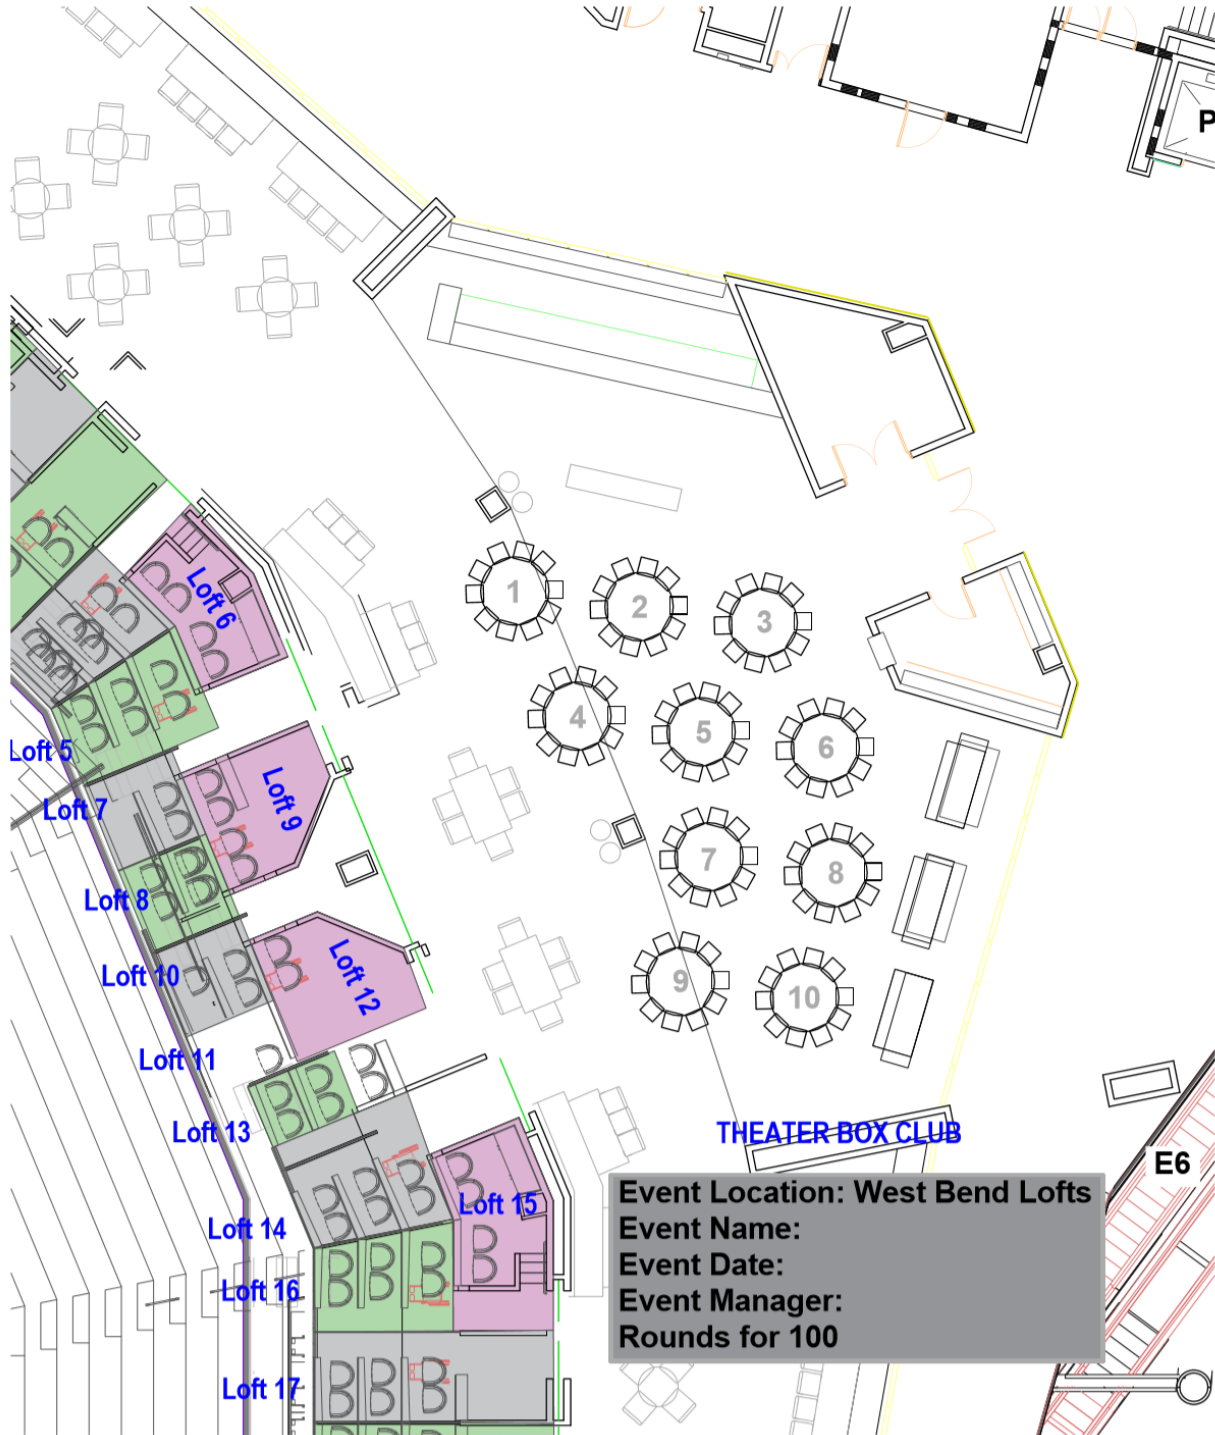 P
Loft 6
1
2
3
4
5
6
Loft 5
Loft 9
Loft 7
7
8
Loft 8
Loft 12
Loft 10
9
10
Loft 11
Loft 13
THEATER BOX CLUB
E6
Loft 15
Loft 14
Loft 16
Loft 17
Event Location: West Bend Lofts
Event Name:
Event Date:
Event Manager:
Rounds for 100